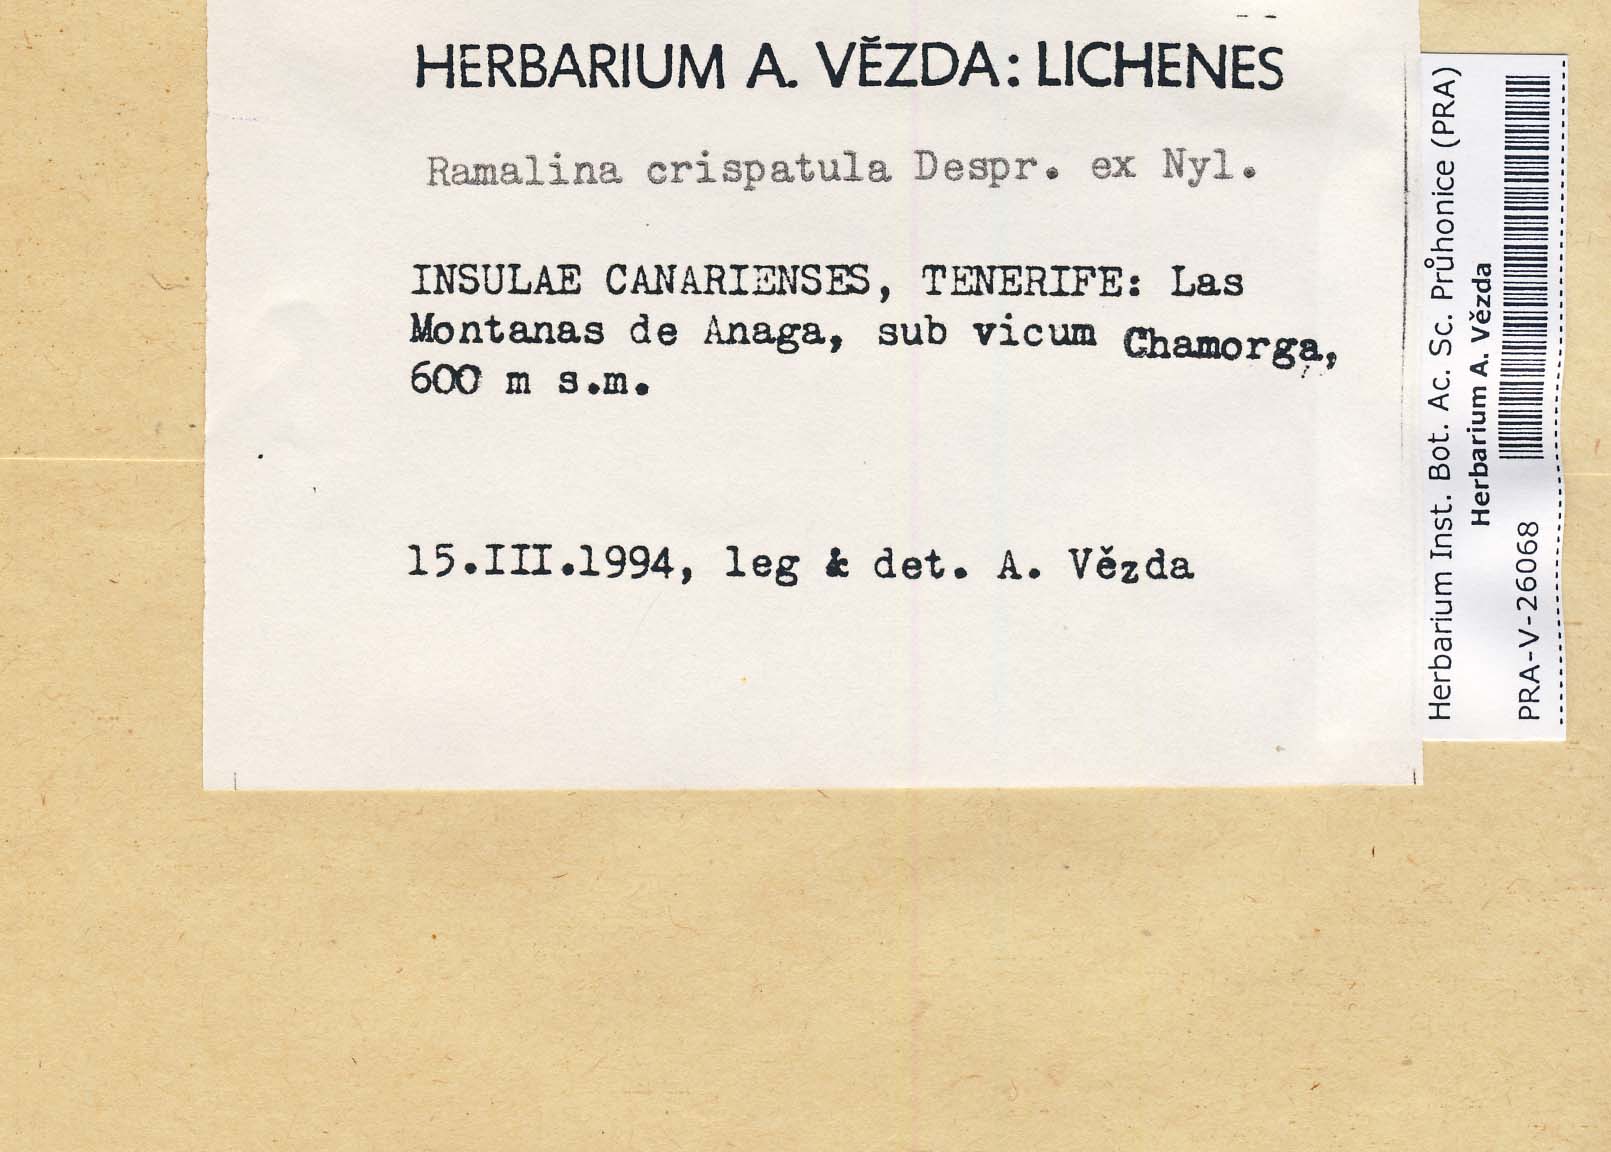 HERBARIUM A. VĚZDA: LICHENES
Ramalina crispatula Despr. ex Nyl.
INSULAE CANARIENSES, TENERIFE: Las
Montanas de Anaga, sub vicum Chamorga,
600 m s.m.
15.III.1994, leg & det. A. Vězda
Herbarium Inst. Bot. Ac. Sc. Průhonice (PRA)
Herbarium A. Vězda
PRA-V-26068